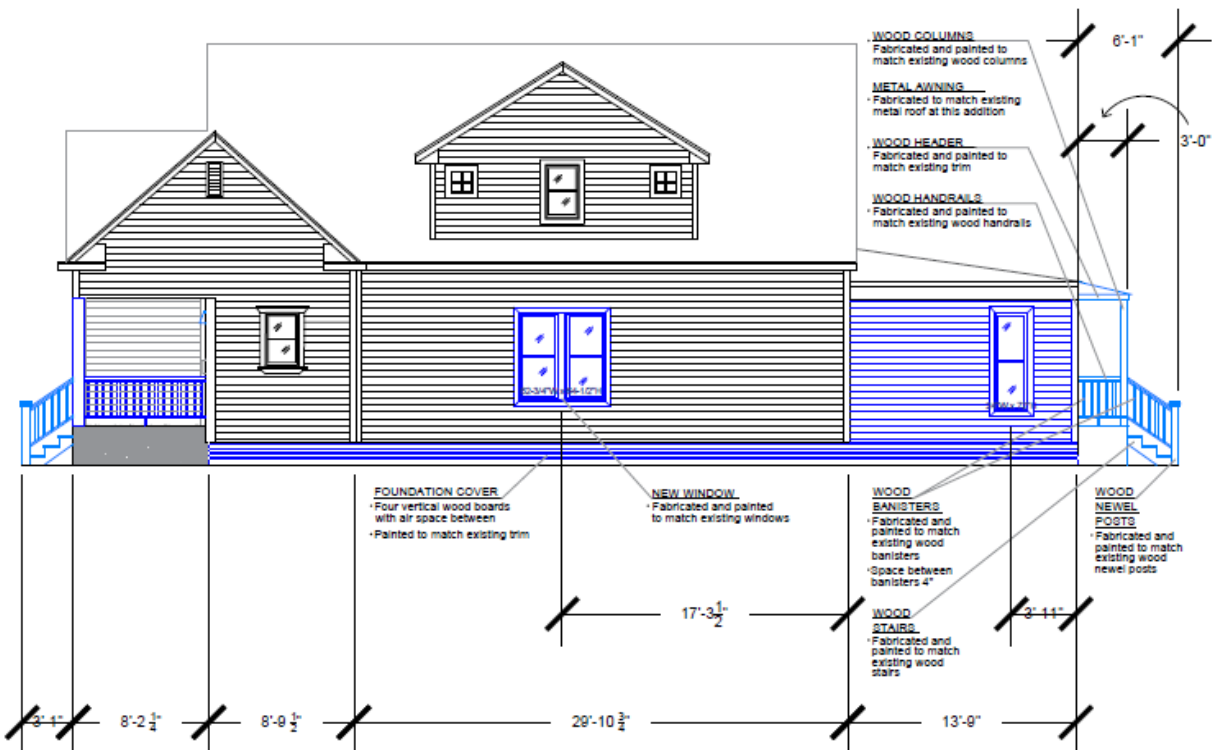 WOOD COLUMNS
Fabricated and painted to
match existing wood columns
METAL AWNING
• Fabricated to match existing
metal roof at this addition
WOOD HEADER
Fabricated and painted to
match existing trim
WOOD HANDRAILS
• Fabricated and painted to
match existing wood handrails
6'-1"
3'-0"
FOUNDATION COVER
• Four vertical wood boards
with air space between
• Painted to match existing trim
NEW WINDOW
• Fabricated and painted
to match existing windows
WOOD
BANISTERS
• Fabricated and
painted to match
existing wood
banisters
• Space between
banisters 4"
WOOD
NEWEL
POSTS
• Fabricated and
painted to match
existing wood
newel posts
WOOD
STAIRS
• Fabricated and
painted to match
existing wood
stairs
17'-3 1/2"
3'-11"
3'-1"
8'-2 1/4"
8'-9 1/2"
29'-10 3/4"
13'-9"